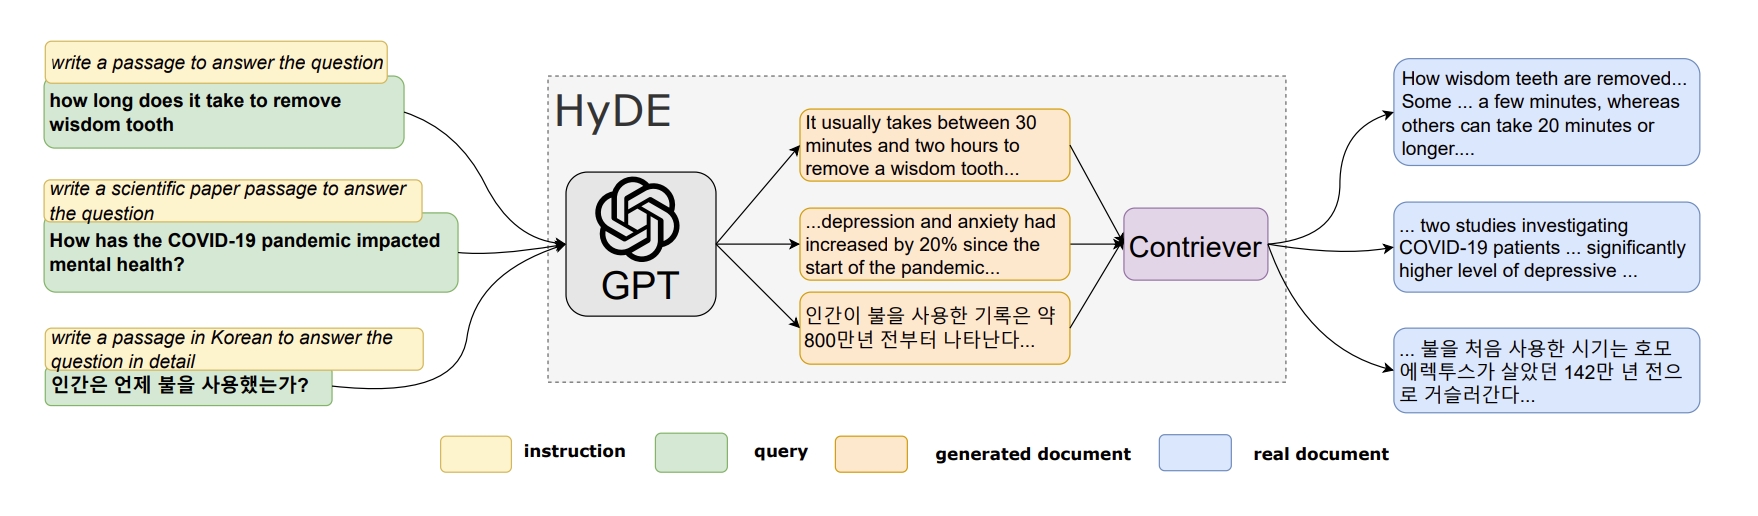 write a passage to answer the question
how long does it take to remove
wisdom tooth
write a scientific paper passage to answer
the question
How has the COVID-19 pandemic impacted
mental health?
write a passage in Korean to answer the
question in detail
인간은 언제 불을 사용했는가?
HyDE
GPT
It usually takes between 30
minutes and two hours to
remove a wisdom tooth...
...depression and anxiety had
increased by 20% since the
start of the pandemic...
인간이 불을 사용한 기록은 약
800만년 전부터 나타난다...
Contriever
How wisdom teeth are removed...
Some ... a few minutes, whereas
others can take 20 minutes or
longer....
... two studies investigating
COVID-19 patients ... significantly
higher level of depressive ...
... 불을 처음 사용한 시기는 호모
에렉투스가 살았던 142만 년 전으
로 거슬러간다...
instruction
query
generated document
real document